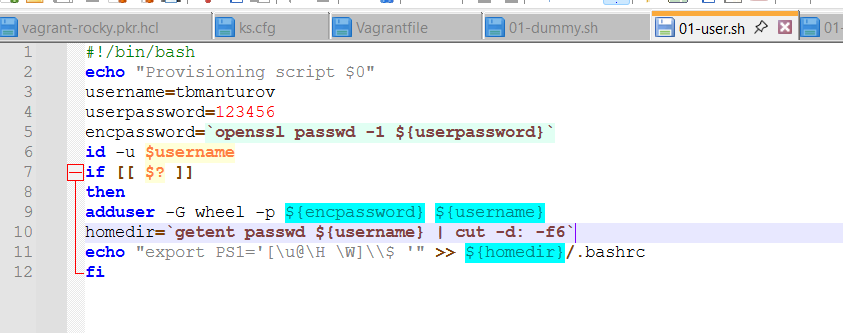 vagrant-rocky.pkr.hcl ks.cfg Vagrantfile 01-dummy.sh 01-user.sh 01-
1 #!/bin/bash
2 echo "Provisioning script $0"
3 username=tbmanturov
4 userpassword=123456
5 encpassword=`openssl passwd -1 ${userpassword}`
6 id -u $username
7 if [[ $? ]]
8 then
9 adduser -G wheel -p ${encpassword} ${username}
10 homedir=`getent passwd ${username} | cut -d: -f6`
11 echo "export PS1='[\u@\H \W]\\$ '" >> ${homedir}/.bashrc
12 fi